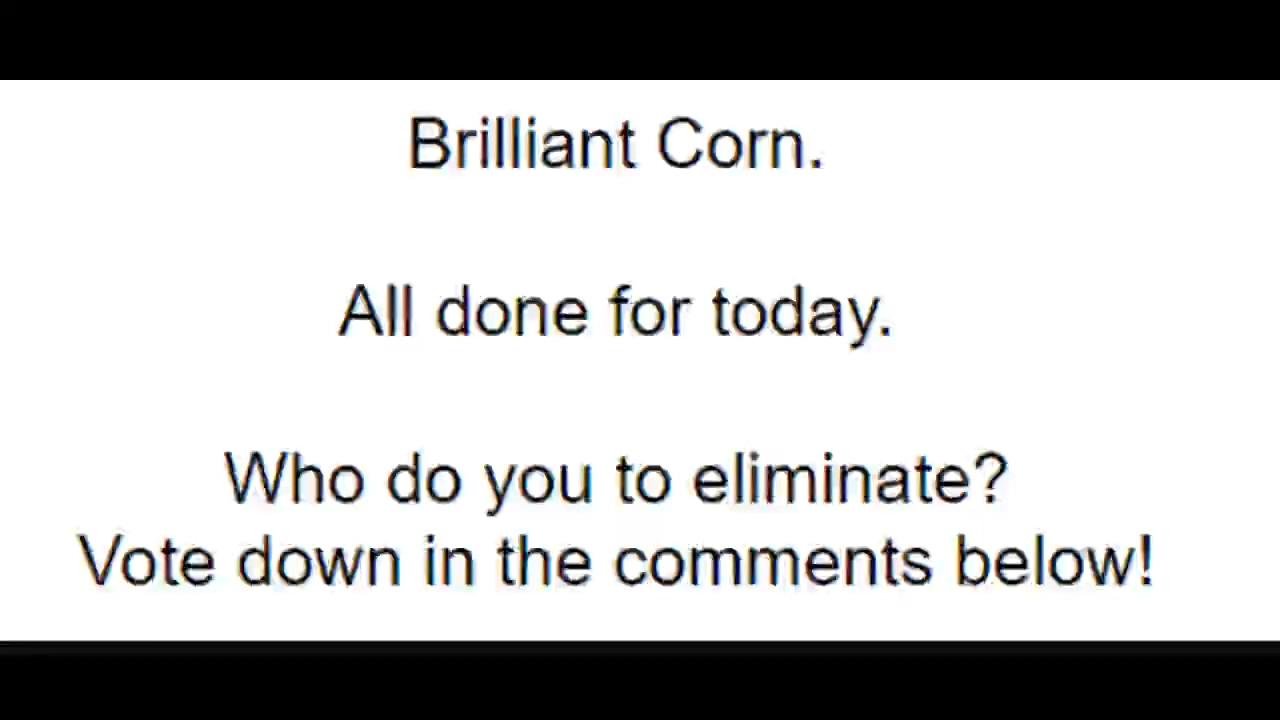 Brilliant Corn.
All done for today.
Who do you to eliminate?
Vote down in the comments below!